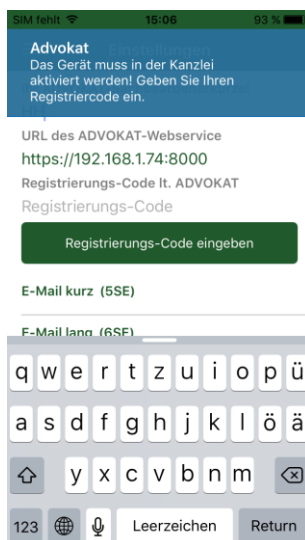 SIM fehlt 15:06 93 %
Advokat
Das Gerät muss in der Kanzlei
aktiviert werden! Geben Sie Ihren
Registriercode ein.
URL des ADVOKAT-Webservice
https://192.168.1.74:8000
Registrierungs-Code lt. ADVOKAT
Registrierungs-Code
Registrierungs-Code eingeben
E-Mail kurz (5SE)
E-Mail lang (6SE)
q w e r t z u i o p ü
a s d f g h j k l ö ä
y x c v b n m
123 Leerzeichen Return